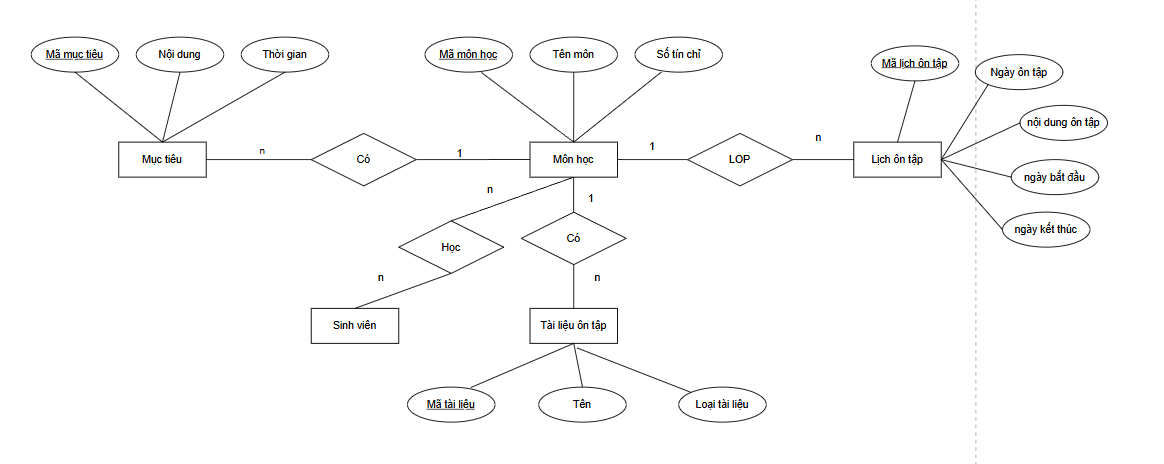 Mã mục tiêu
Nội dung
Thời gian
Mã môn học
Tên môn
Số tín chỉ
Mã lịch ôn tập
Ngày ôn tập
nội dung ôn tập
Mục tiêu
n
Có
1
Môn học
1
LOP
n
Lịch ôn tập
ngày bắt đầu
ngày kết thúc
n
1
Học
Có
n
n
Sinh viên
Tài liệu ôn tập
Mã tài liệu
Tên
Loại tài liệu